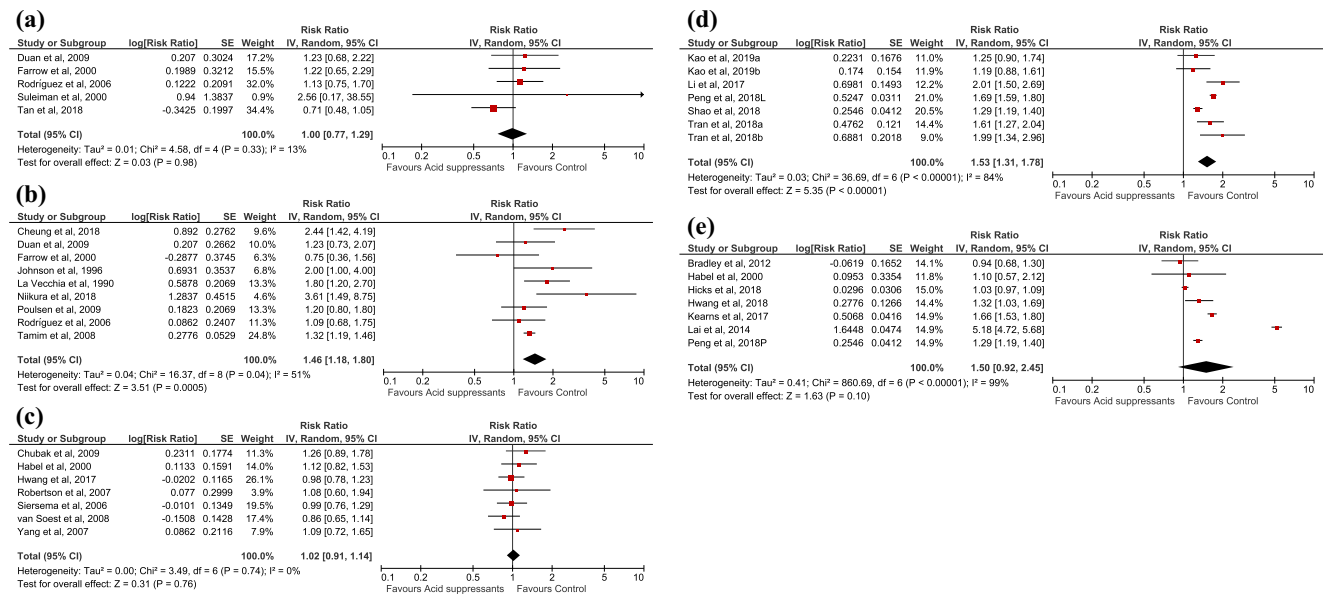 (a)
Risk Ratio Risk Ratio
Study or Subgroup log[Risk Ratio] SE Weight IV, Random, 95% CI IV, Random, 95% CI
Duan et al, 2009 0.207 0.3024 17.2% 1.23 [0.68, 2.22]
Farrow et al, 2000 0.1989 0.3212 15.5% 1.22 [0.65, 2.29]
Rodríguez et al, 2006 0.1222 0.2091 32.0% 1.13 [0.75, 1.70]
Suleiman et al, 2000 0.94 1.3837 0.9% 2.56 [0.17, 38.55]
Tan et al, 2018 -0.3425 0.1997 34.4% 0.71 [0.48, 1.05]
Total (95% CI) 100.0% 1.00 [0.77, 1.29]
Heterogeneity: Tau² = 0.01; Chi² = 4.58, df = 4 (P = 0.33); I² = 13%
Test for overall effect: Z = 0.03 (P = 0.98)
0.1 0.2 0.5 1 2 5 10
Favours Acid suppressants Favours Control
(b)
Risk Ratio Risk Ratio
Study or Subgroup log[Risk Ratio] SE Weight IV, Random, 95% CI IV, Random, 95% CI
Cheung et al, 2018 0.892 0.2762 9.6% 2.44 [1.42, 4.19]
Duan et al, 2009 0.207 0.2662 10.0% 1.23 [0.73, 2.07]
Farrow et al, 2000 -0.2877 0.3745 6.3% 0.75 [0.36, 1.56]
Johnson et al, 1996 0.6931 0.3537 6.8% 2.00 [1.00, 4.00]
La Vecchia et al, 1990 0.5878 0.2069 13.3% 1.80 [1.20, 2.70]
Niikura et al, 2018 1.2837 0.4515 4.6% 3.61 [1.49, 8.75]
Poulsen et al, 2009 0.1823 0.2069 13.3% 1.20 [0.80, 1.80]
Rodríguez et al, 2006 0.0862 0.2407 11.3% 1.09 [0.68, 1.75]
Tamim et al, 2008 0.2776 0.0529 24.8% 1.32 [1.19, 1.46]
Total (95% CI) 100.0% 1.46 [1.18, 1.80]
Heterogeneity: Tau² = 0.04; Chi² = 16.37, df = 8 (P = 0.04); I² = 51%
Test for overall effect: Z = 3.51 (P = 0.0005)
0.1 0.2 0.5 1 2 5 10
Favours Acid suppressants Favours Control
(c)
Risk Ratio Risk Ratio
Study or Subgroup log[Risk Ratio] SE Weight IV, Random, 95% CI IV, Random, 95% CI
Chubak et al, 2009 0.2311 0.1774 11.3% 1.26 [0.89, 1.78]
Habel et al, 2000 0.1133 0.1591 14.0% 1.12 [0.82, 1.53]
Hwang et al, 2017 -0.0202 0.1165 26.1% 0.98 [0.78, 1.23]
Robertson et al, 2007 0.077 0.2999 3.9% 1.08 [0.60, 1.94]
Siersema et al, 2006 -0.0101 0.1349 19.5% 0.99 [0.76, 1.29]
van Soest et al, 2008 -0.1508 0.1428 17.4% 0.86 [0.65, 1.14]
Yang et al, 2007 0.0862 0.2116 7.9% 1.09 [0.72, 1.65]
Total (95% CI) 100.0% 1.02 [0.91, 1.14]
Heterogeneity: Tau² = 0.00; Chi² = 3.49, df = 6 (P = 0.74); I² = 0%
Test for overall effect: Z = 0.31 (P = 0.76)
0.1 0.2 0.5 1 2 5 10
Favours Acid suppressants Favours Control
(d)
Risk Ratio Risk Ratio
Study or Subgroup log[Risk Ratio] SE Weight IV, Random, 95% CI IV, Random, 95% CI
Kao et al, 2019a 0.2231 0.1676 11.0% 1.25 [0.90, 1.74]
Kao et al, 2019b 0.174 0.154 11.9% 1.19 [0.88, 1.61]
Li et al, 2017 0.6981 0.1493 12.2% 2.01 [1.50, 2.69]
Peng et al, 2018L 0.5247 0.0311 21.0% 1.69 [1.59, 1.80]
Shao et al, 2018 0.2546 0.0412 20.5% 1.29 [1.19, 1.40]
Tran et al, 2018a 0.4762 0.121 14.4% 1.61 [1.27, 2.04]
Tran et al, 2018b 0.6881 0.2018 9.0% 1.99 [1.34, 2.96]
Total (95% CI) 100.0% 1.53 [1.31, 1.78]
Heterogeneity: Tau² = 0.03; Chi² = 36.69, df = 6 (P < 0.00001); I² = 84%
Test for overall effect: Z = 5.35 (P < 0.00001)
0.1 0.2 0.5 1 2 5 10
Favours Acid suppressants Favours Control
(e)
Risk Ratio Risk Ratio
Study or Subgroup log[Risk Ratio] SE Weight IV, Random, 95% CI IV, Random, 95% CI
Bradley et al, 2012 -0.0619 0.1652 14.1% 0.94 [0.68, 1.30]
Habel et al, 2000 0.0953 0.3354 11.8% 1.10 [0.57, 2.12]
Hicks et al, 2018 0.0296 0.0306 15.0% 1.03 [0.97, 1.09]
Hwang et al, 2018 0.2776 0.1266 14.4% 1.32 [1.03, 1.69]
Kearns et al, 2017 0.5068 0.0416 14.9% 1.66 [1.53, 1.80]
Lai et al, 2014 1.6448 0.0474 14.9% 5.18 [4.72, 5.68]
Peng et al, 2018P 0.2546 0.0412 14.9% 1.29 [1.19, 1.40]
Total (95% CI) 100.0% 1.50 [0.92, 2.45]
Heterogeneity: Tau² = 0.41; Chi² = 860.69, df = 6 (P < 0.00001); I² = 99%
Test for overall effect: Z = 1.63 (P = 0.10)
0.1 0.2 0.5 1 2 5 10
Favours Acid suppressants Favours Control